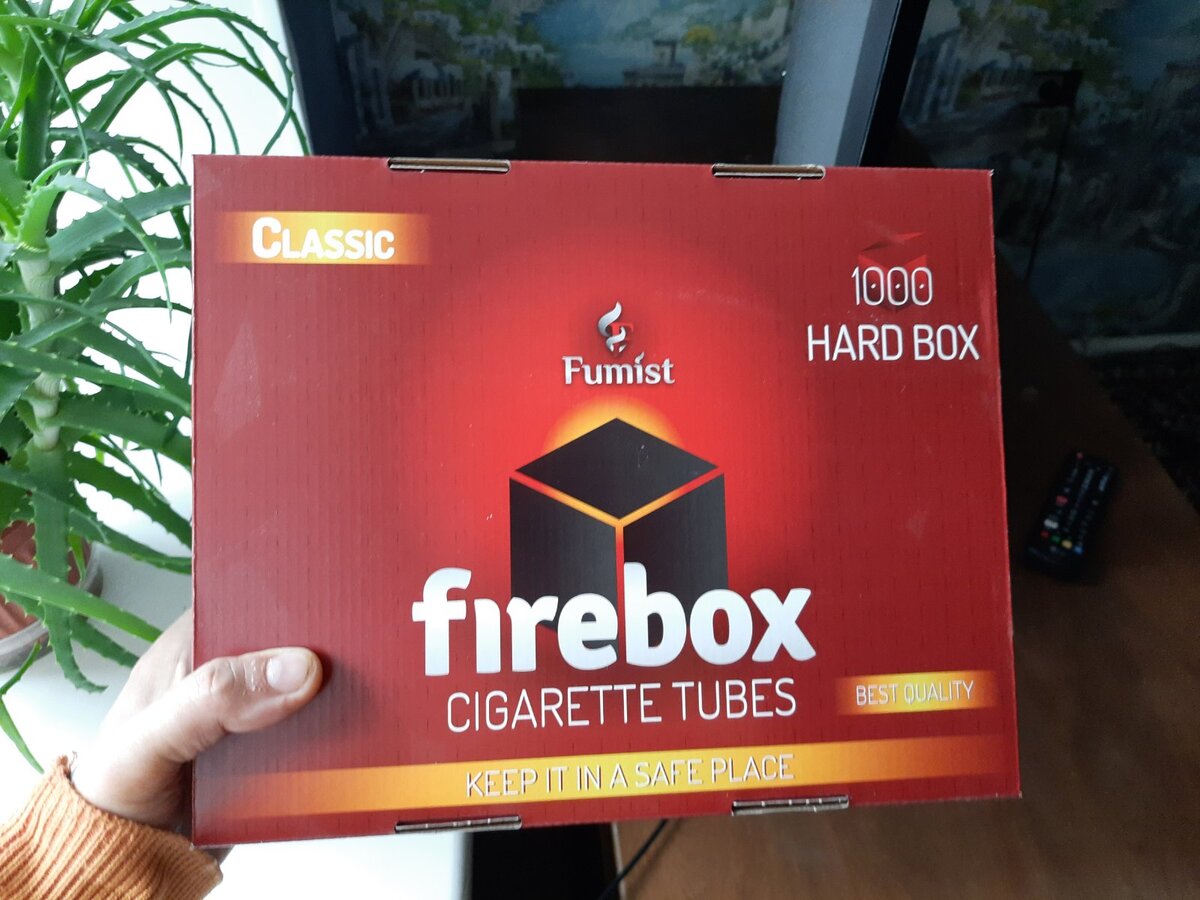 CLASSIC
1000
HARD BOX
Fumist
firebox
CIGARETTE TUBES
BEST QUALITY
KEEP IT IN A SAFE PLACE